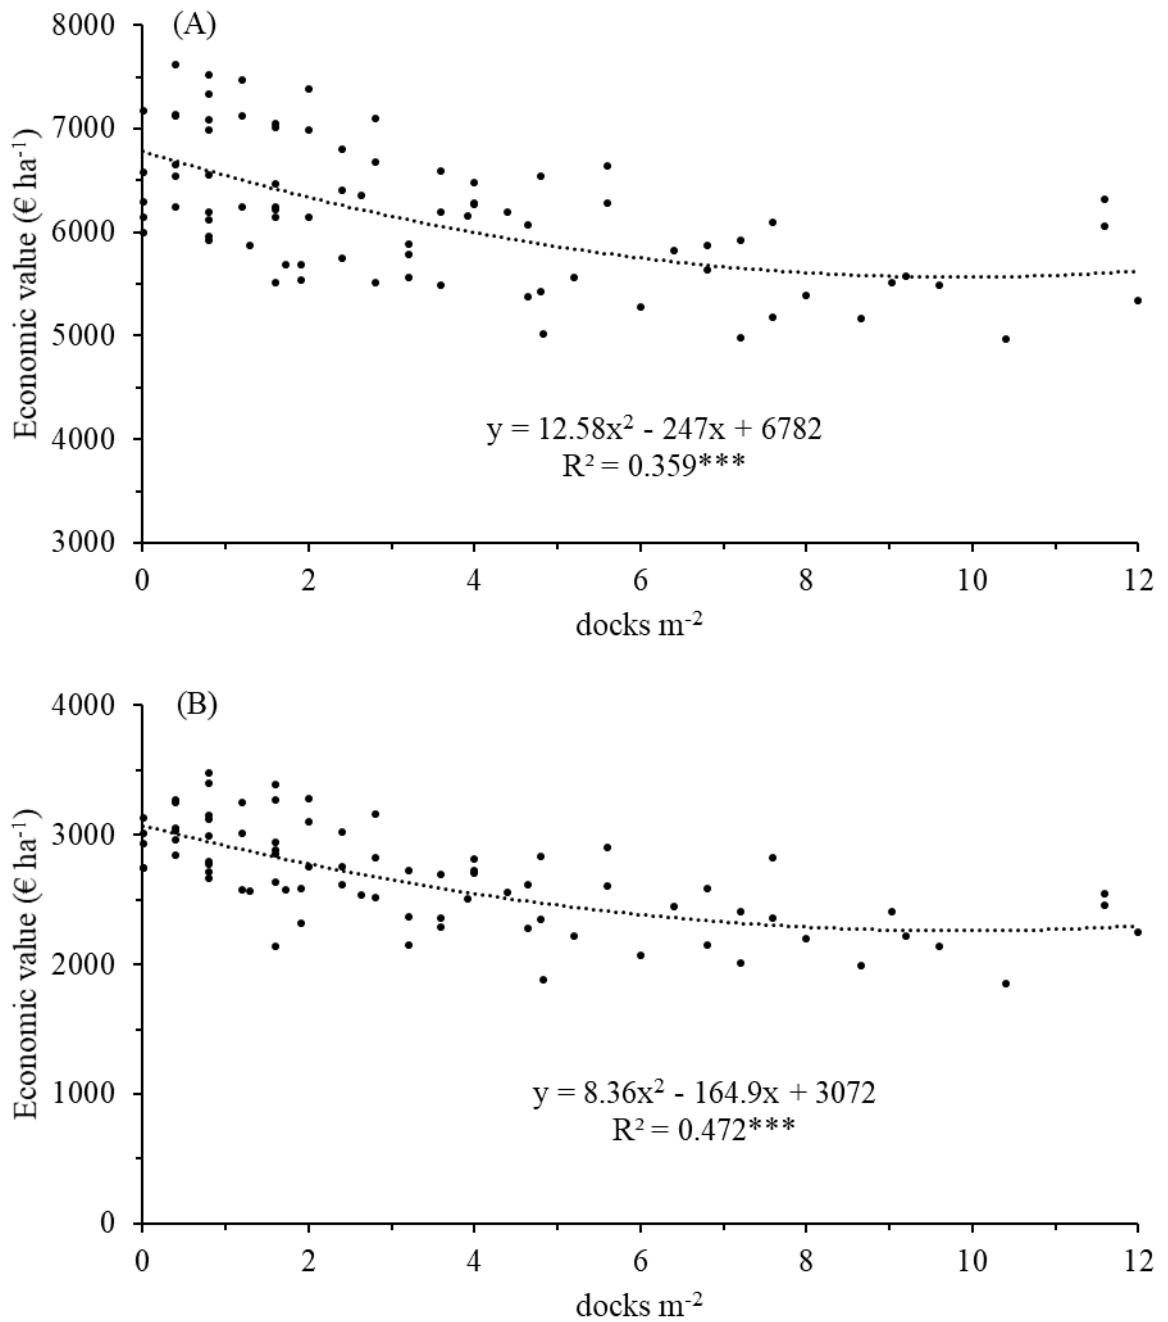 (A)
8000
7000
6000
5000
4000
3000
Economic value (€ ha⁻¹)
y = 12.58x² - 247x + 6782
R² = 0.359***
0 2 4 6 8 10 12
docks m⁻²
(B)
4000
3000
2000
1000
0
Economic value (€ ha⁻¹)
y = 8.36x² - 164.9x + 3072
R² = 0.472***
0 2 4 6 8 10 12
docks m⁻²